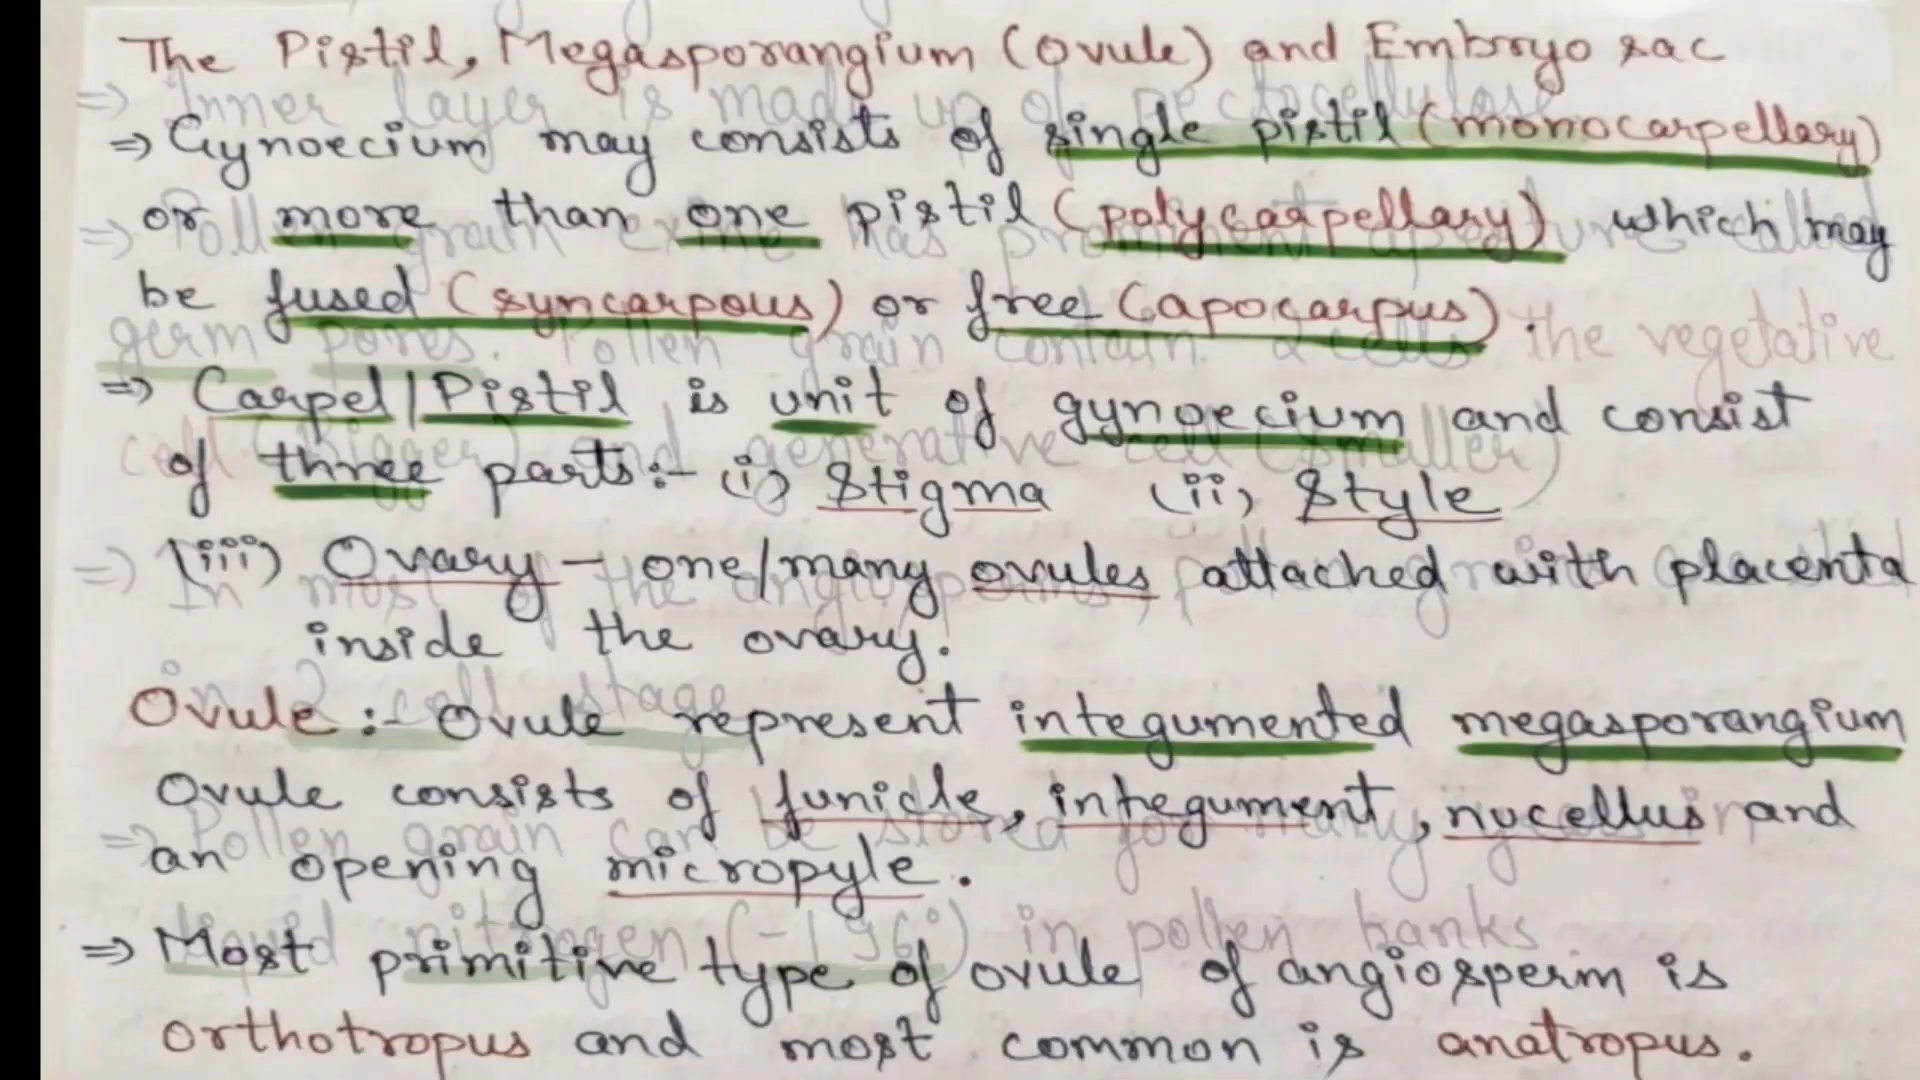 The Pistil, Megasporangium (ovule) and Embryo sac
⇒ Gynoecium may consists of single pistil (monocarpellary)
or more than one pistil (polycarpellary) which may
be fused (syncarpous) or free (apocarpus).
⇒ Carpel/Pistil is unit of gynoecium and consist
of three parts:- (i) Stigma (ii) Style
(iii) Ovary - one/many ovules attached with placenta
inside the ovary.
Ovule :- Ovule represent integumented megasporangium
Ovule consists of funicle, integument, nucellus and
an opening micropyle.
⇒ Most primitive type of ovule of angiosperm is
orthotropus and most common is anatropus.